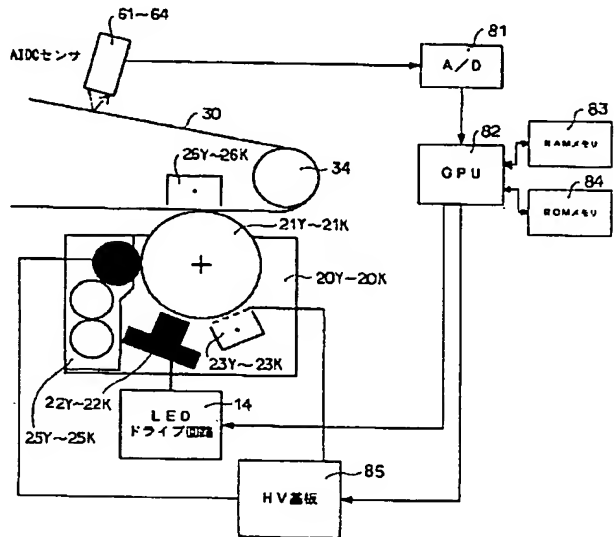 61~64
AIDCセンサ
81
A/D
30
82
CPU
83
RAMメモリ
84
ROMメモリ
26Y~26K
34
21Y~21K
20Y~20K
23Y~23K
22Y~22K
25Y~25K
14
LED
ドライブ回路
85
HV基板